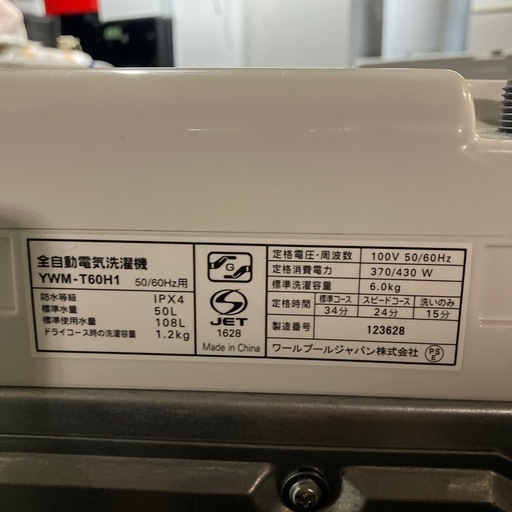 全自動電気洗濯機
YWM-T60H1 50/60Hz用
防水等級 IPX4
標準水量 50L
標準使用水量 108L
ドライコース時の洗濯容量 1.2kg
G
S
JET
1628
Made in China
定格電圧・周波数 100V 50/60Hz
定格消費電力 370/430 W
標準洗濯容量 6.0kg
定格時間 標準コース スピードコース 洗いのみ
34分 24分 15分
製造番号 123628
ワールプールジャパン株式会社 PSE